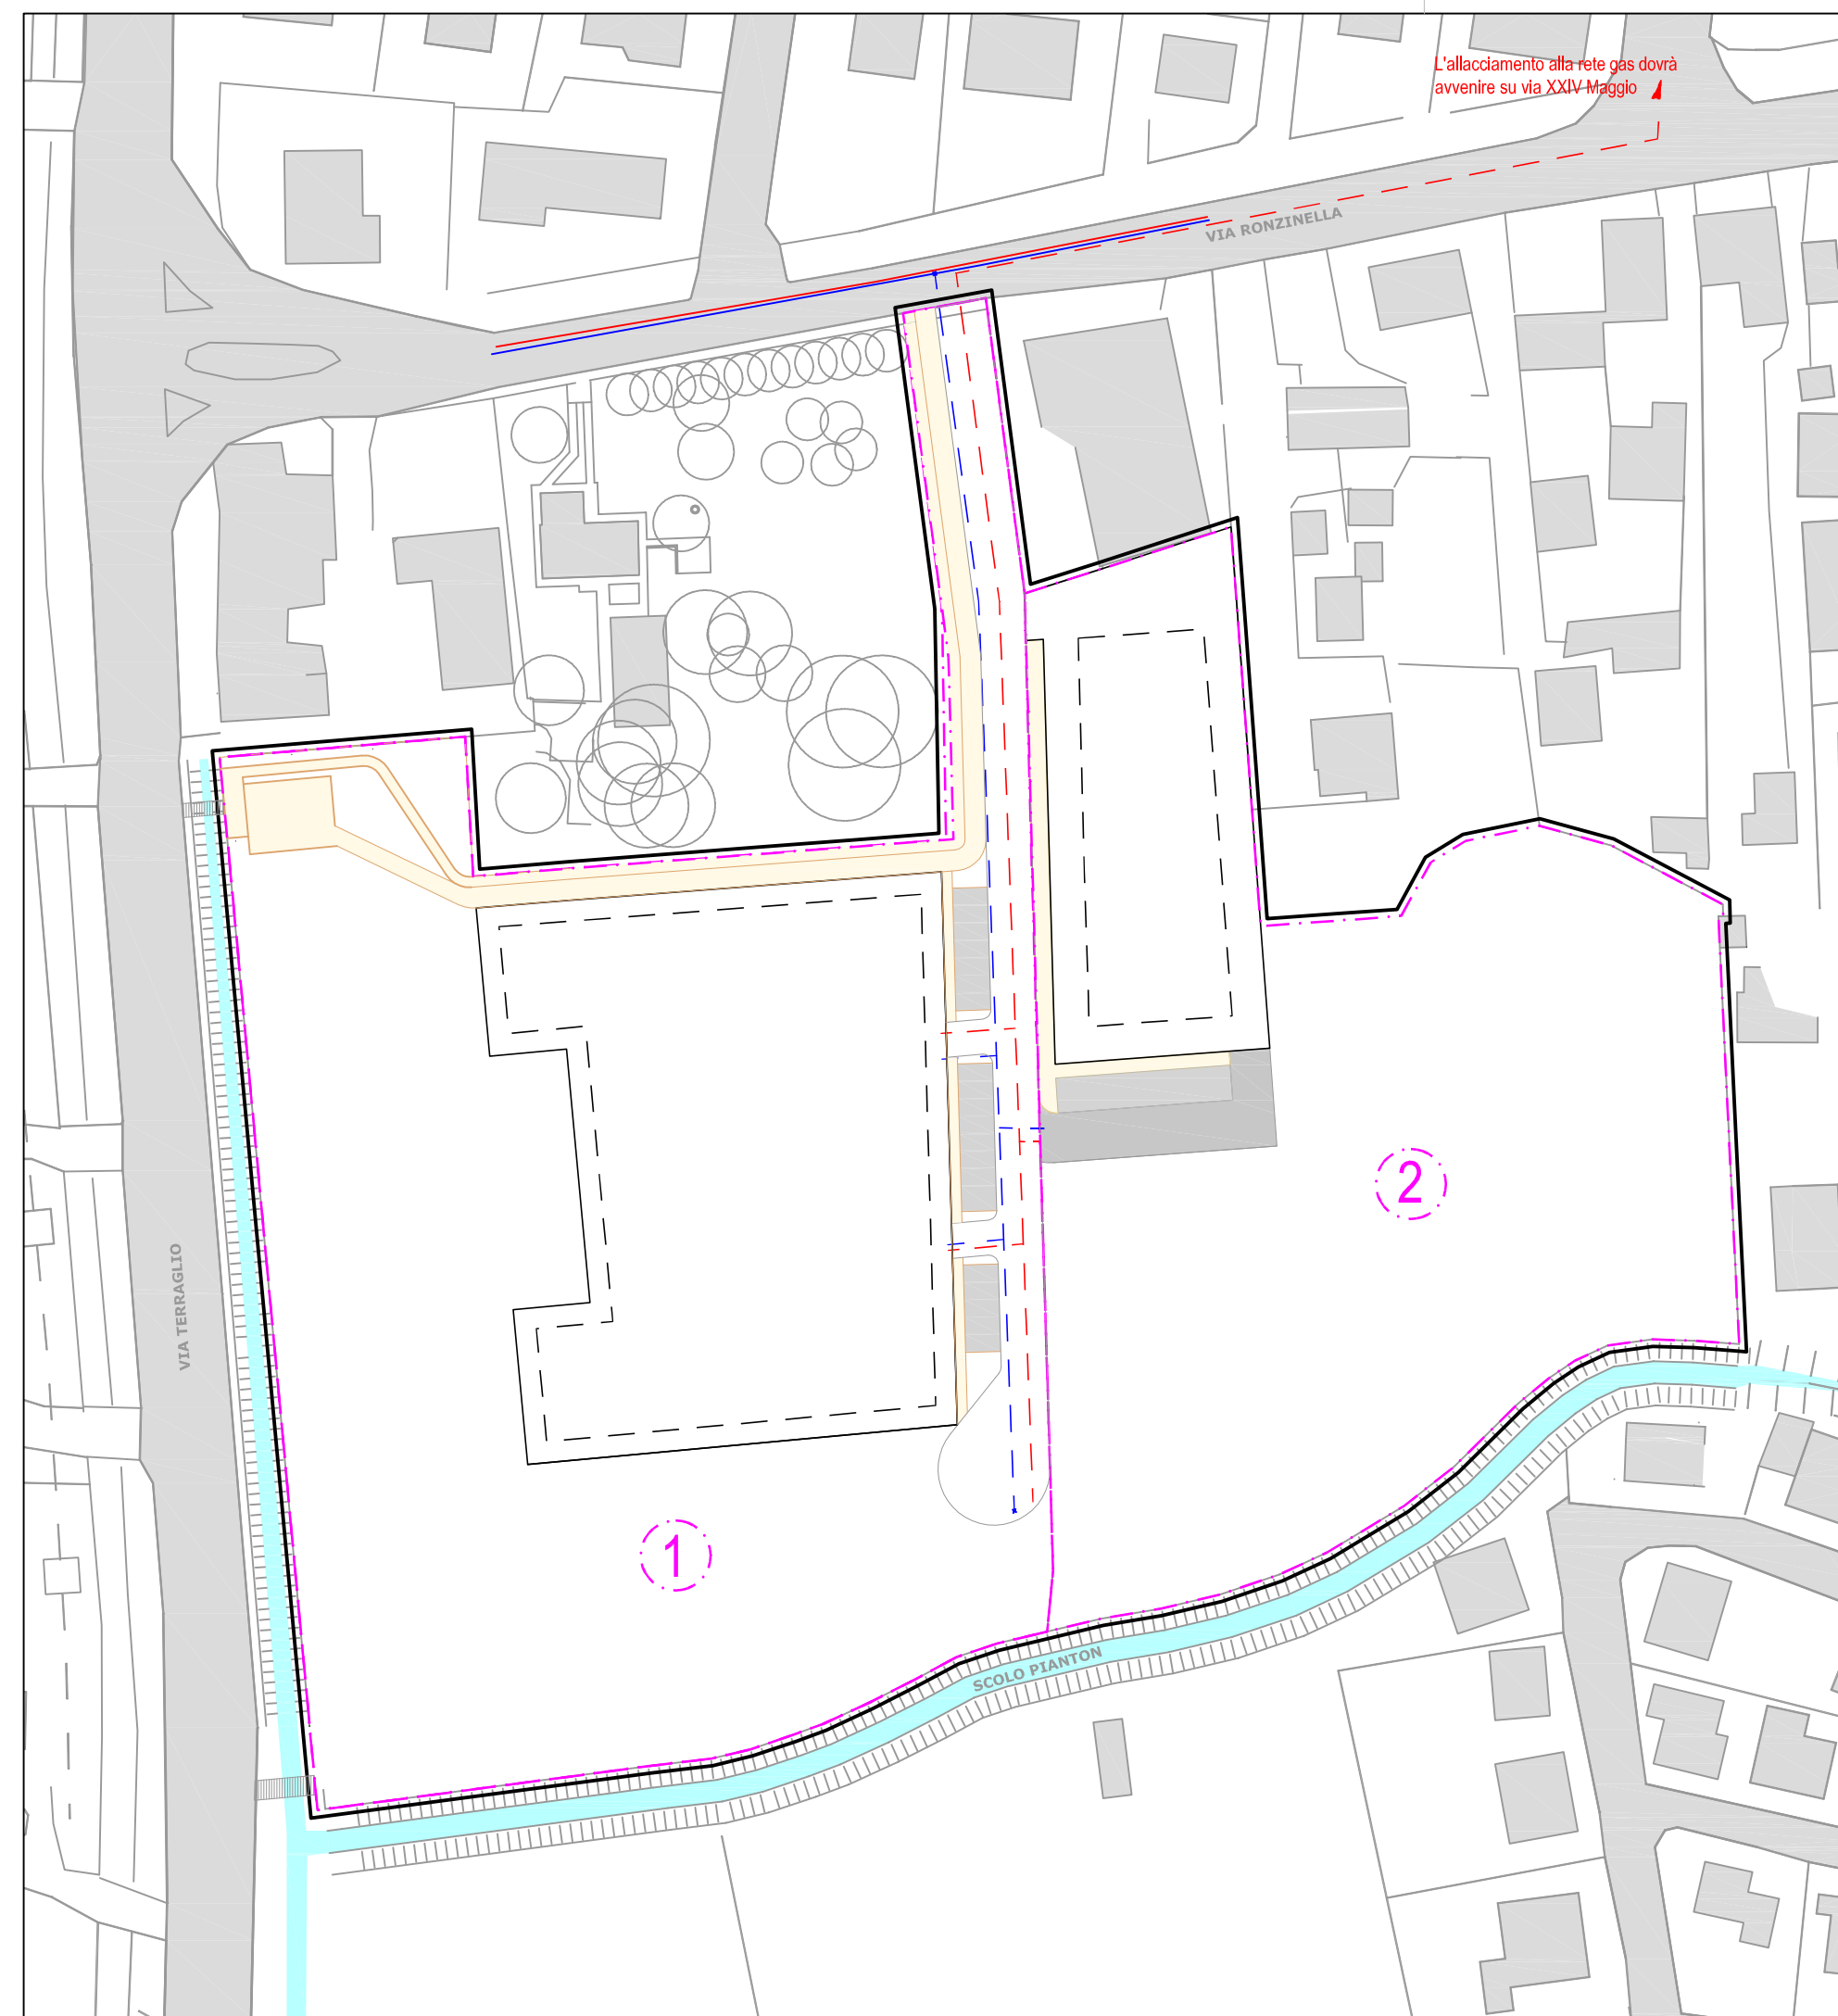 L'allacciamento alla rete gas dovrà
avvenire su via XXIV Maggio
VIA RONZINELLA
2
VIA TERRAGLIO
1
SCOLO PIANTON